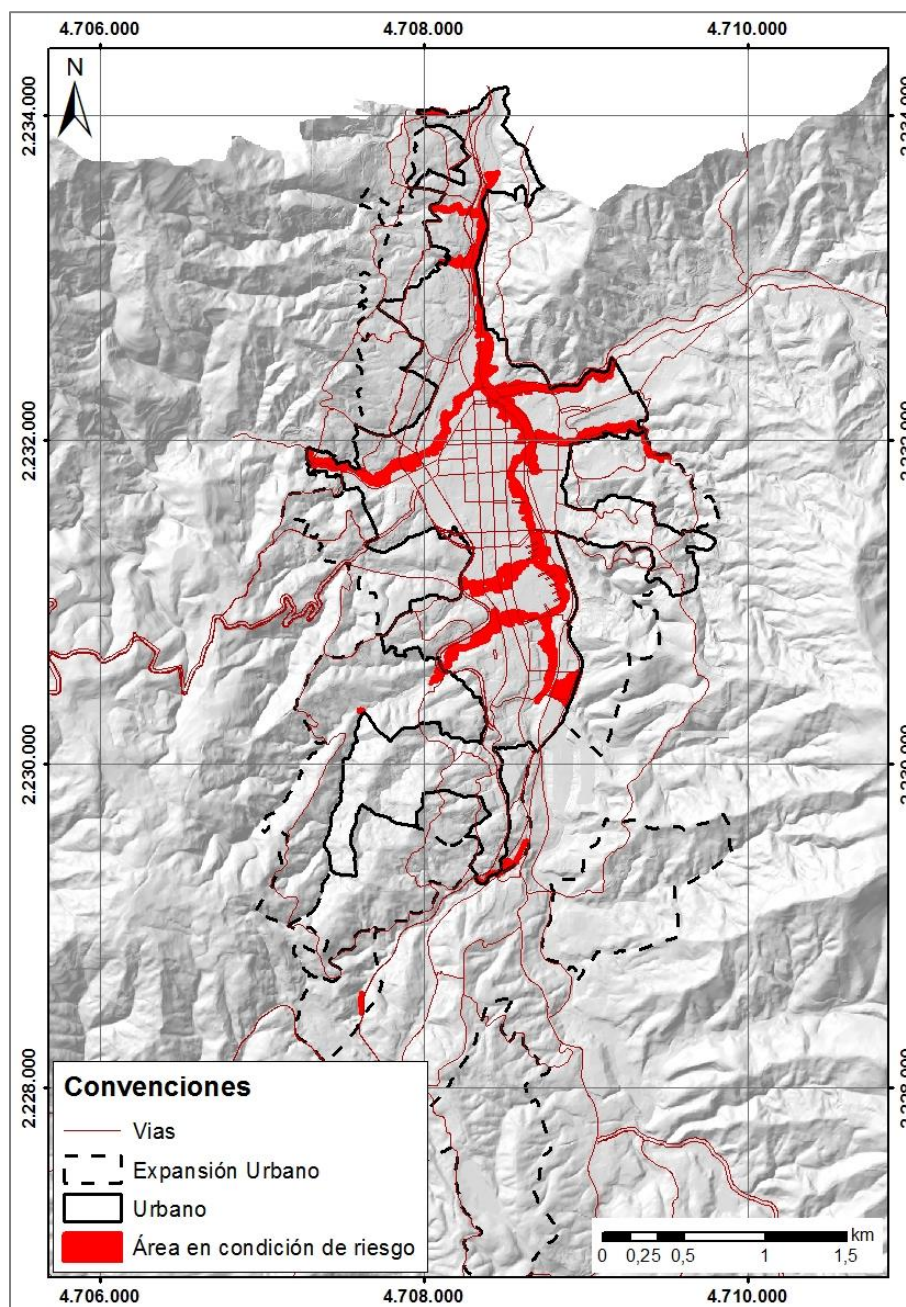 4.706.000 4.708.000 4.710.000
N
2.234.000 2.234.000
2.232.000 2.232.000
2.230.000 2.230.000
2.228.000 2.228.000
Convenciones
Vias
Expansión Urbano
Urbano
Área en condición de riesgo
km
0 0,25 0,5 1 1,5
4.706.000 4.708.000 4.710.000